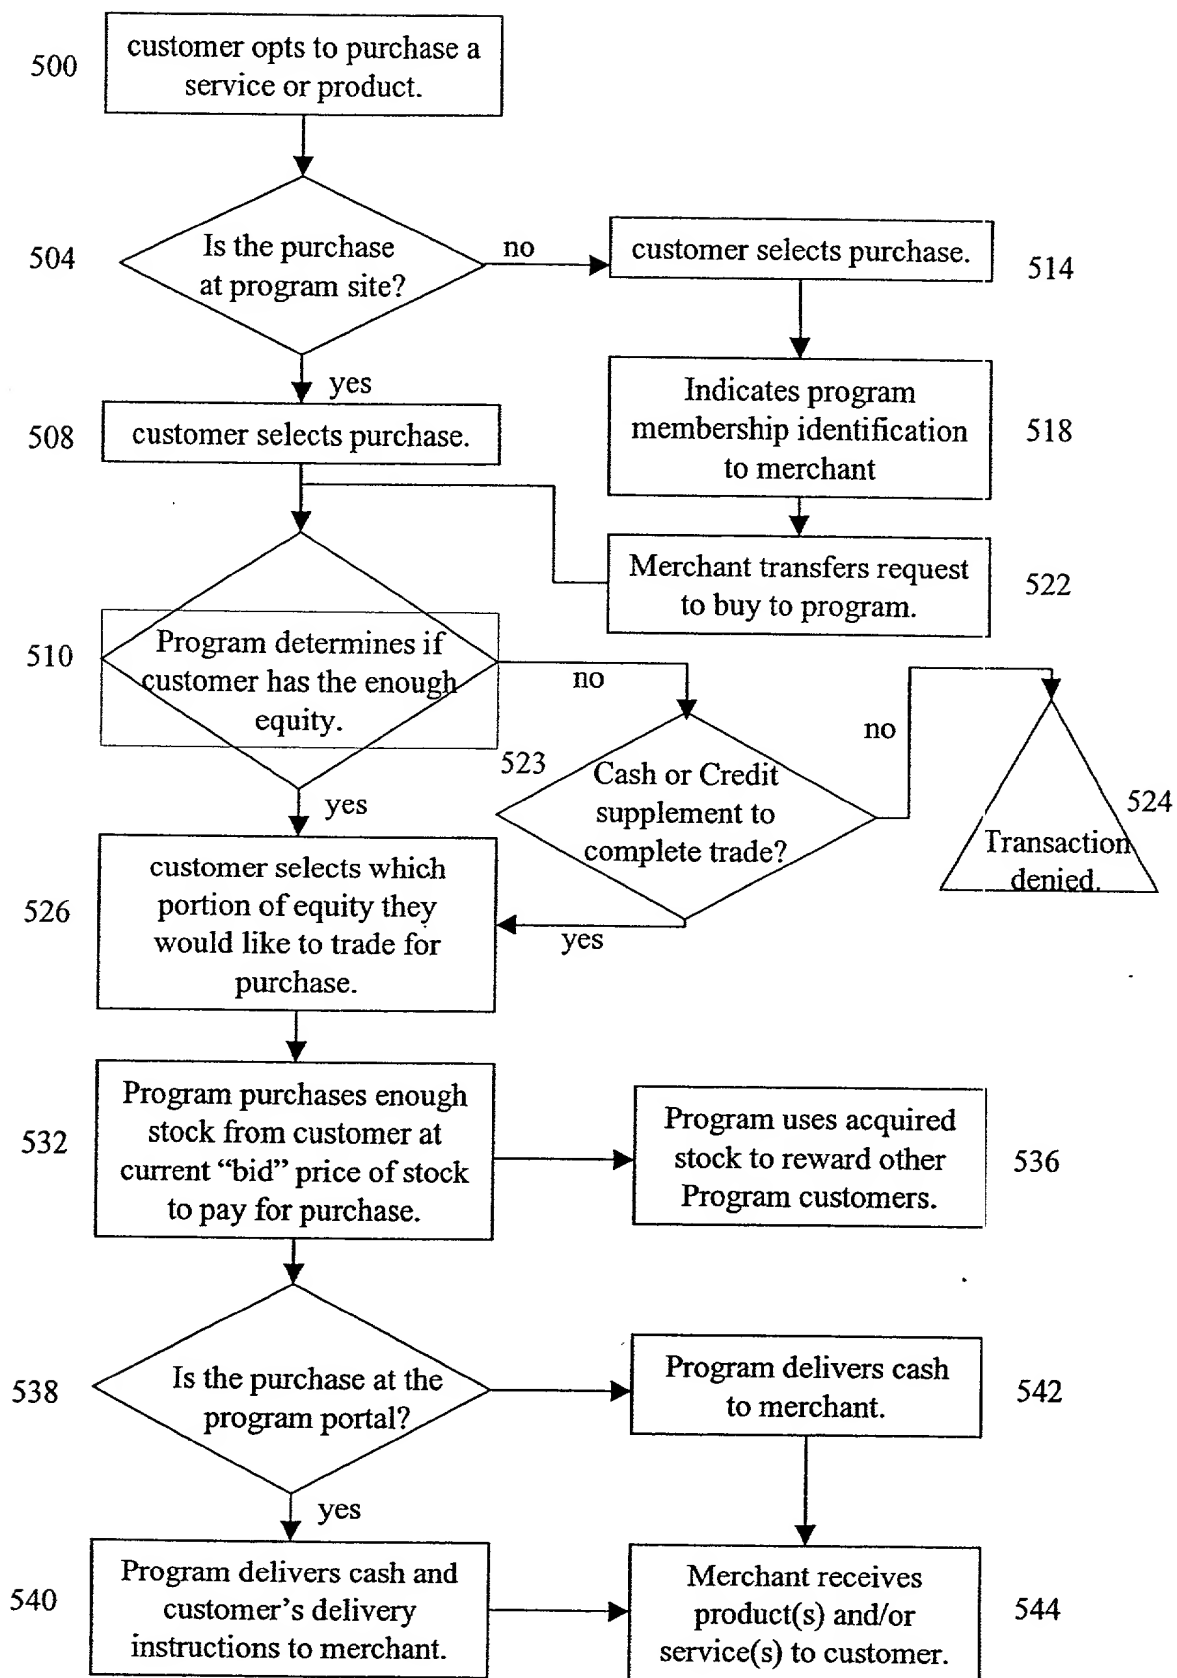 500
customer opts to purchase a
service or product.
504
Is the purchase
at program site?
no
customer selects purchase.
514
yes
508
customer selects purchase.
Indicates program
membership identification
to merchant
518
Merchant transfers request
to buy to program.
522
510
Program determines if
customer has the enough
equity.
no
523
Cash or Credit
supplement to
complete trade?
no
524
Transaction
denied.
yes
526
customer selects which
portion of equity they
would like to trade for
purchase.
yes
532
Program purchases enough
stock from customer at
current “bid” price of stock
to pay for purchase.
Program uses acquired
stock to reward other
Program customers.
536
538
Is the purchase at the
program portal?
Program delivers cash
to merchant.
542
yes
540
Program delivers cash and
customer’s delivery
instructions to merchant.
Merchant receives
product(s) and/or
service(s) to customer.
544